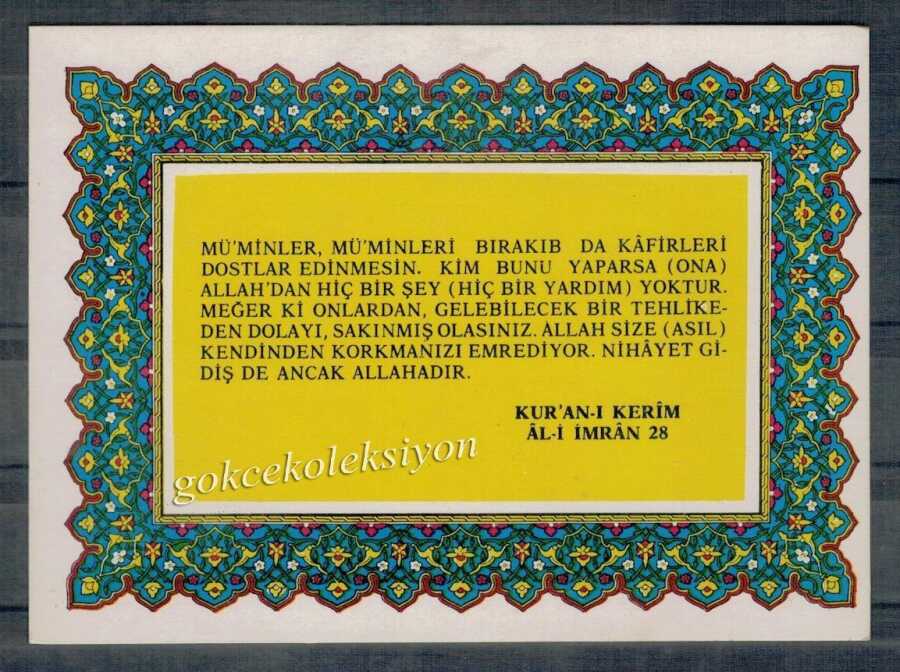 MÜ'MİNLER, MÜ'MİNLERİ BIRAKIB DA KÂFİRLERİ
DOSTLAR EDİNMESİN. KİM BUNU YAPARSA (ONA)
ALLAH'DAN HİÇ BİR ŞEY (HİÇ BİR YARDIM) YOKTUR.
MEĞER Kİ ONLARDAN, GELEBİLECEK BİR TEHLİKE-
DEN DOLAYI, SAKINMIŞ OLASINIZ. ALLAH SİZE (ASIL)
KENDİNDEN KORKMANIZI EMREDİYOR. NİHÂYET Gİ-
DİŞ DE ANCAK ALLAHADIR.
KUR'AN-I KERÎM
ÂL-İ İMRÂN 28
gokcekoleksiyon